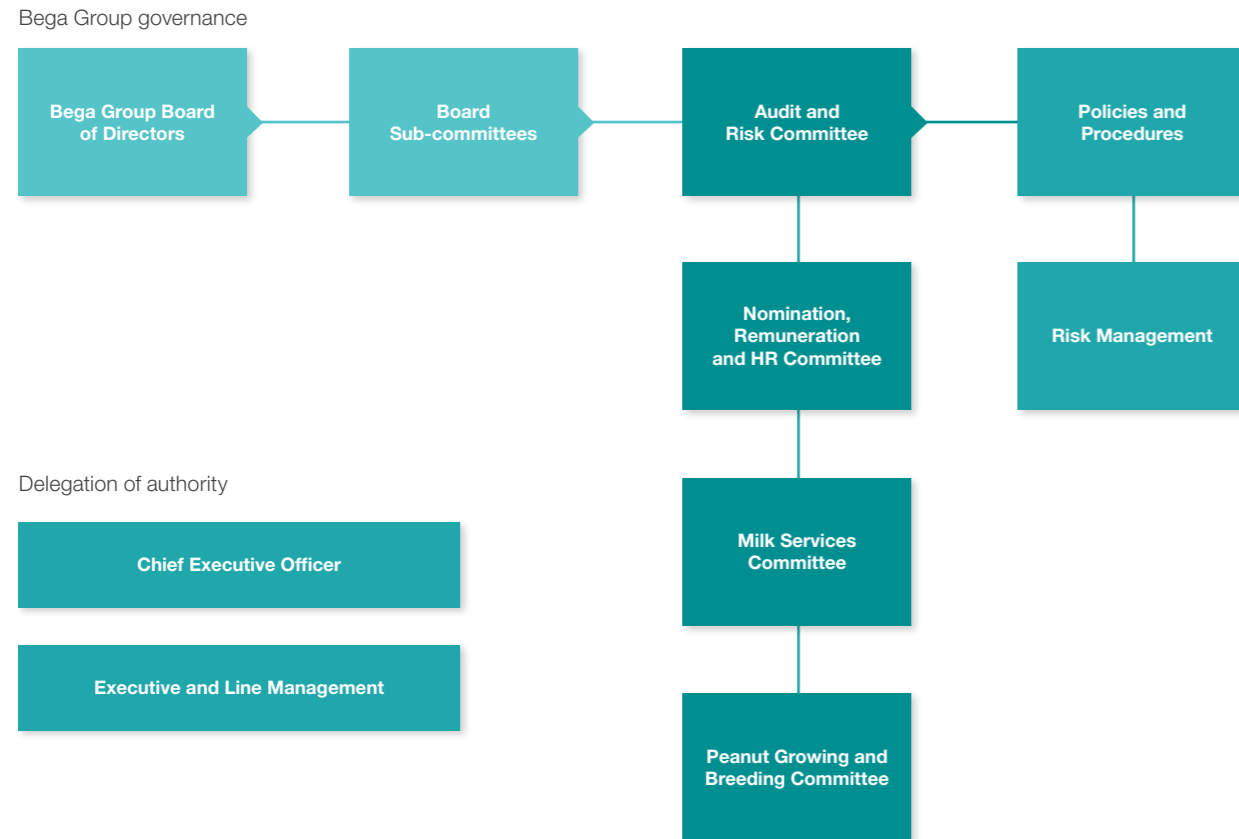 Bega Group governance
Bega Group Board
of Directors
Board
Sub-committees
Audit and
Risk Committee
Policies and
Procedures
Nomination,
Remuneration
and HR Committee
Risk Management
Delegation of authority
Chief Executive Officer
Milk Services
Committee
Executive and Line Management
Peanut Growing and
Breeding Committee